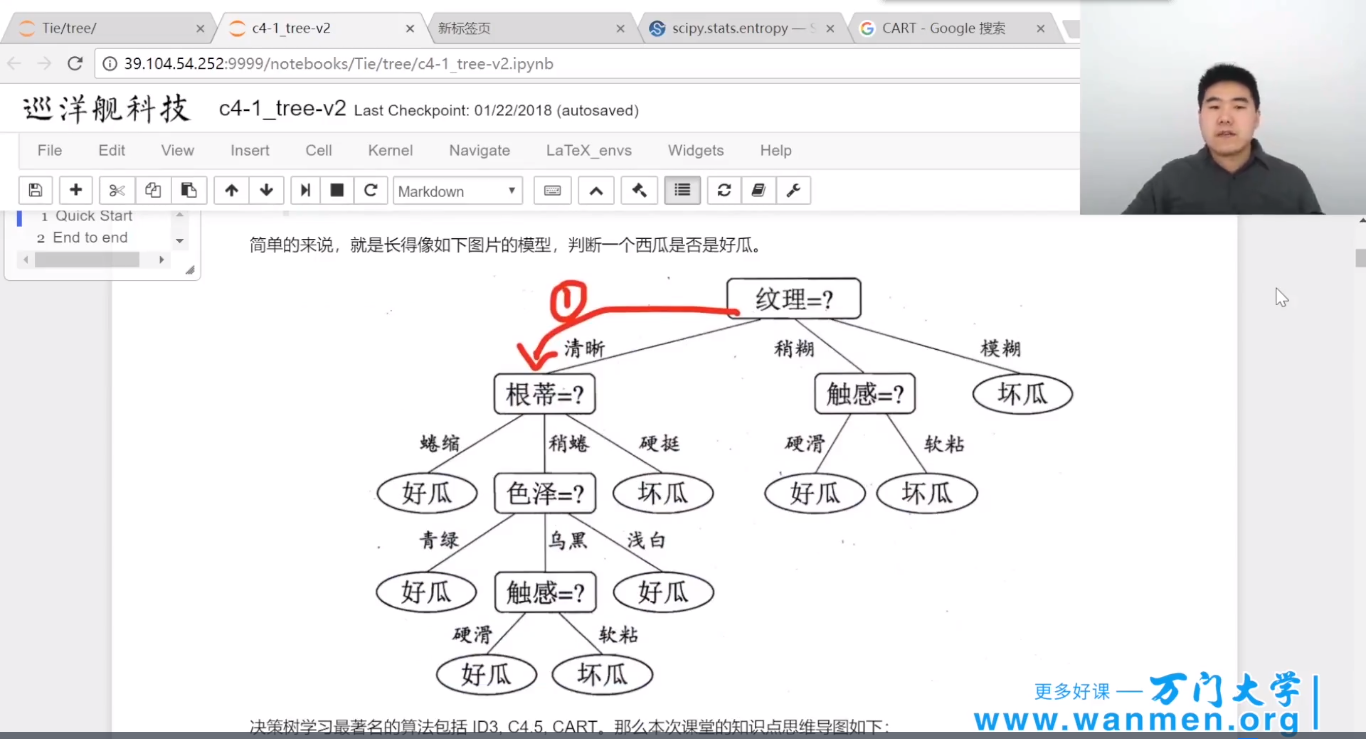 Tie/tree/
c4-1_tree-v2
新标签页
scipy.stats.entropy — S
CART - Google 搜索
39.104.54.252:9999/notebooks/Tie/tree/c4-1_tree-v2.ipynb
巡洋舰科技
c4-1_tree-v2 Last Checkpoint: 01/22/2018 (autosaved)
File Edit View Insert Cell Kernel Navigate LaTeX_envs Widgets Help
Markdown
1 Quick Start
2 End to end
简单的来说，就是长得像如下图片的模型，判断一个西瓜是否是好瓜。
①
纹理=?
清晰 稍糊 模糊
根蒂=? 触感=? 坏瓜
蜷缩 稍蜷 硬挺 硬滑 软粘
好瓜 色泽=? 坏瓜 好瓜 坏瓜
青绿 乌黑 浅白
好瓜 触感=? 好瓜
硬滑 软粘
好瓜 坏瓜
更多好课 — 万门大学
www.wanmen.org
决策树学习最著名的算法包括 ID3, C4.5, CART。那么本次课堂的知识点思维导图如下：